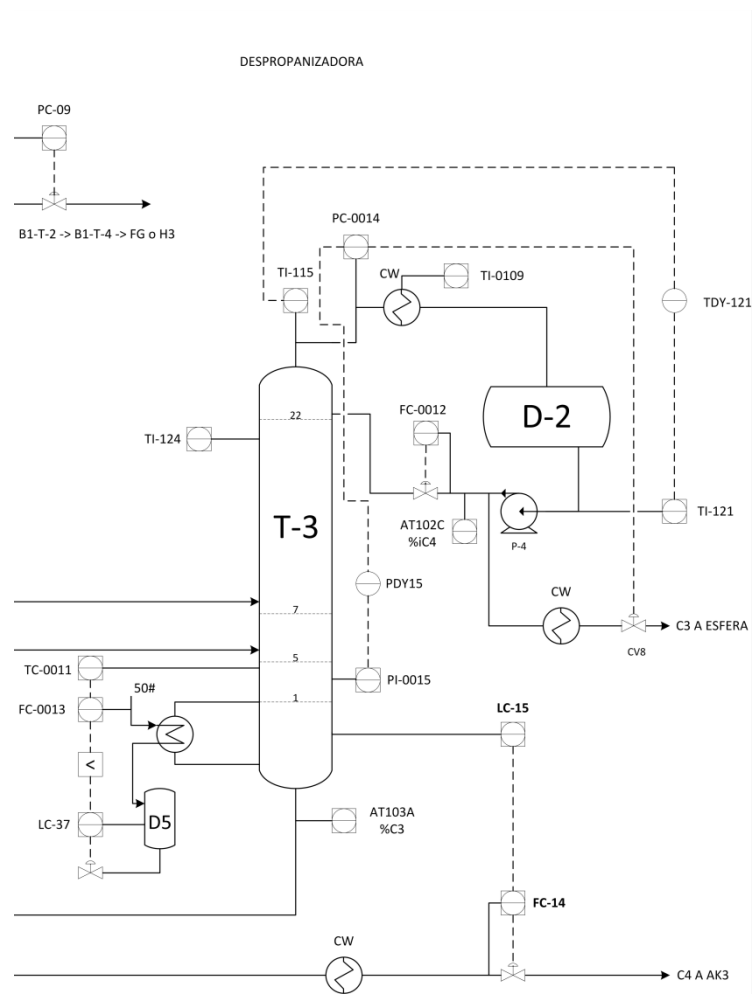 DESPROPANIZADORA
PC-09
B1-T-2 -> B1-T-4 -> FG o H3
PC-0014
TI-115
CW
TI-0109
TDY-121
FC-0012
D-2
22
TI-124
T-3
AT102C
%iC4
P-4
TI-121
PDY15
CW
7
C3 A ESFERA
CV8
TC-0011
5
PI-0015
50#
FC-0013
1
LC-15
<
D5
LC-37
AT103A
%C3
FC-14
CW
C4 A AK3